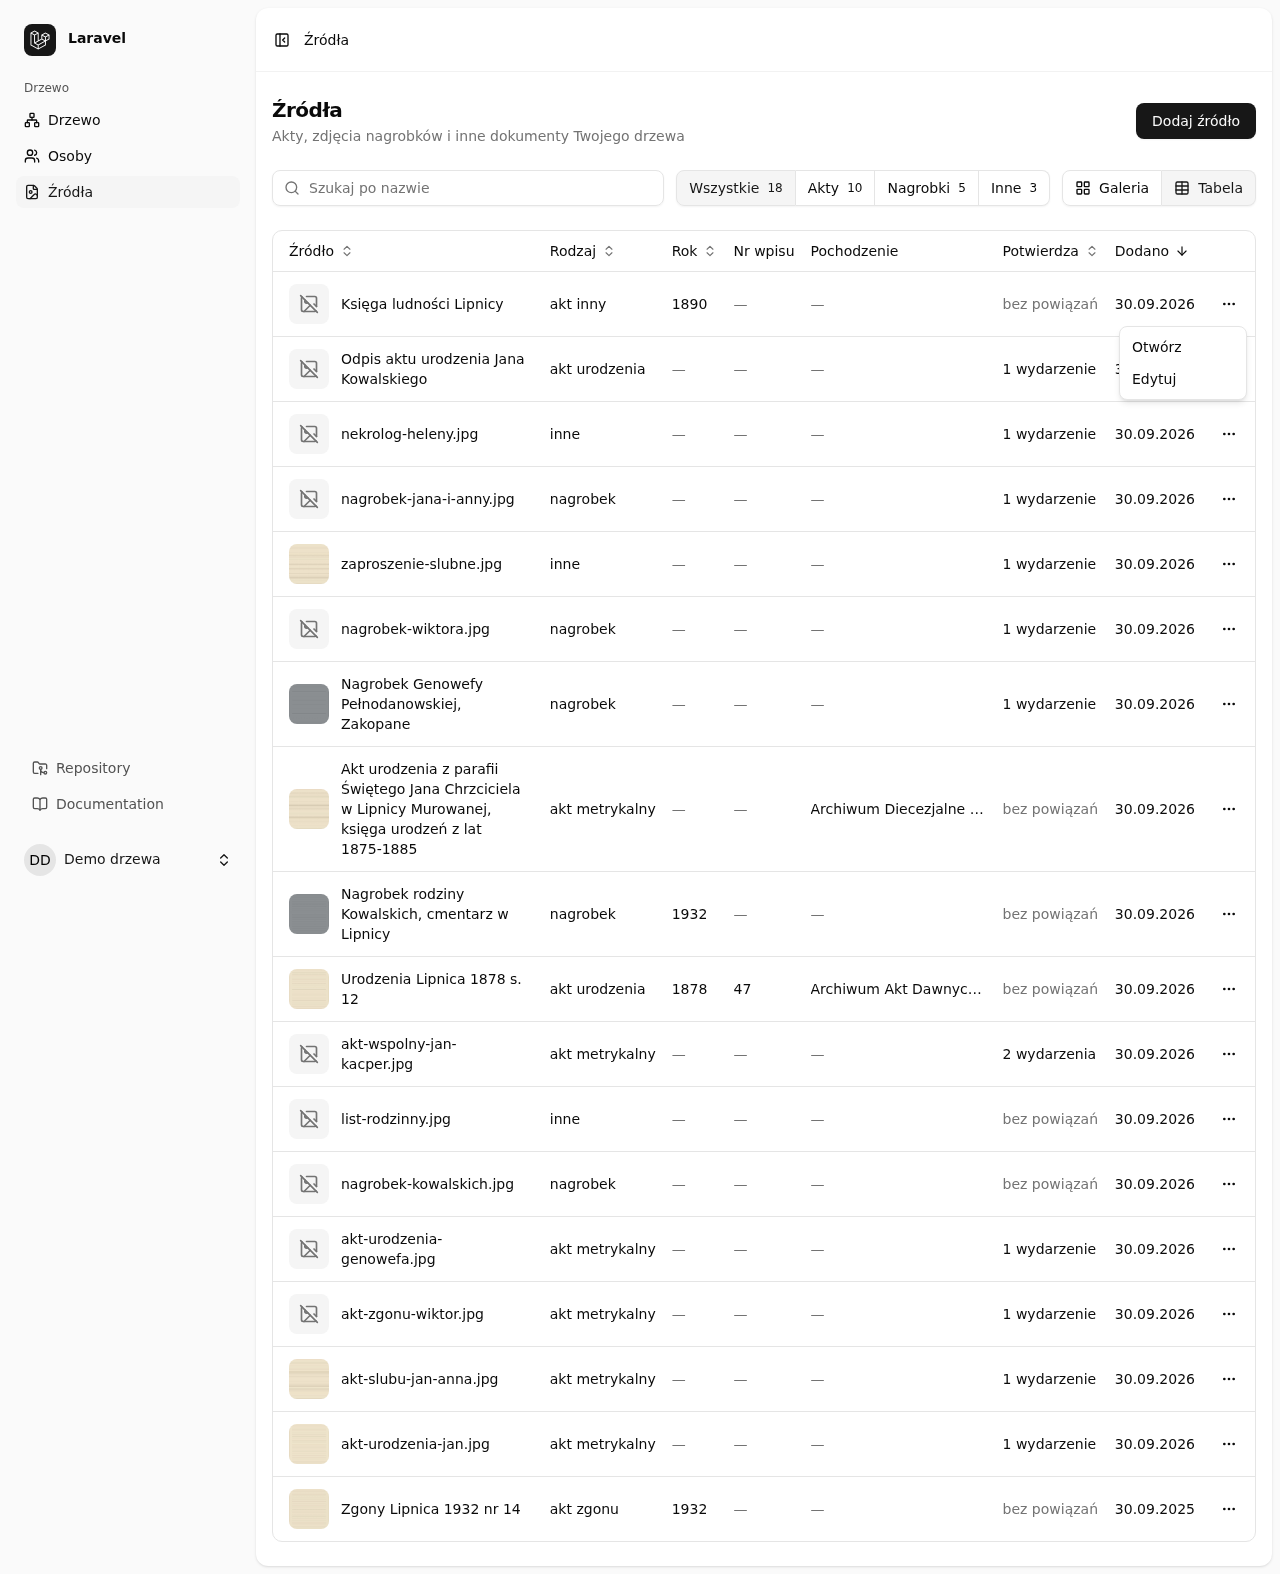 Laravel
Drzewo
Drzewo
Osoby
Źródła
Repository
Documentation
DD Demo drzewa
Źródła
Źródła
Akty, zdjęcia nagrobków i inne dokumenty Twojego drzewa
Dodaj źródło
Szukaj po nazwie
Wszystkie 18 Akty 10 Nagrobki 5 Inne 3
Galeria Tabela
Źródło Rodzaj Rok Nr wpisu Pochodzenie Potwierdza Dodano
Księga ludności Lipnicy akt inny 1890 — — bez powiązań 30.09.2026
Otwórz
Edytuj
Odpis aktu urodzenia Jana
Kowalskiego akt urodzenia — — — 1 wydarzenie
nekrolog-heleny.jpg inne — — — 1 wydarzenie 30.09.2026
nagrobek-jana-i-anny.jpg nagrobek — — — 1 wydarzenie 30.09.2026
zaproszenie-slubne.jpg inne — — — 1 wydarzenie 30.09.2026
nagrobek-wiktora.jpg nagrobek — — — 1 wydarzenie 30.09.2026
Nagrobek Genowefy
Pełnodanowskiej,
Zakopane nagrobek — — — 1 wydarzenie 30.09.2026
Akt urodzenia z parafii
Świętego Jana Chrzciciela
w Lipnicy Murowanej,
księga urodzeń z lat
1875-1885 akt metrykalny — — Archiwum Diecezjalne … bez powiązań 30.09.2026
Nagrobek rodziny
Kowalskich, cmentarz w
Lipnicy nagrobek 1932 — — bez powiązań 30.09.2026
Urodzenia Lipnica 1878 s.
12 akt urodzenia 1878 47 Archiwum Akt Dawnyc… bez powiązań 30.09.2026
akt-wspolny-jan-
kacper.jpg akt metrykalny — — — 2 wydarzenia 30.09.2026
list-rodzinny.jpg inne — — — bez powiązań 30.09.2026
nagrobek-kowalskich.jpg nagrobek — — — bez powiązań 30.09.2026
akt-urodzenia-
genowefa.jpg akt metrykalny — — — 1 wydarzenie 30.09.2026
akt-zgonu-wiktor.jpg akt metrykalny — — — 1 wydarzenie 30.09.2026
akt-slubu-jan-anna.jpg akt metrykalny — — — 1 wydarzenie 30.09.2026
akt-urodzenia-jan.jpg akt metrykalny — — — 1 wydarzenie 30.09.2026
Zgony Lipnica 1932 nr 14 akt zgonu 1932 — — bez powiązań 30.09.2025